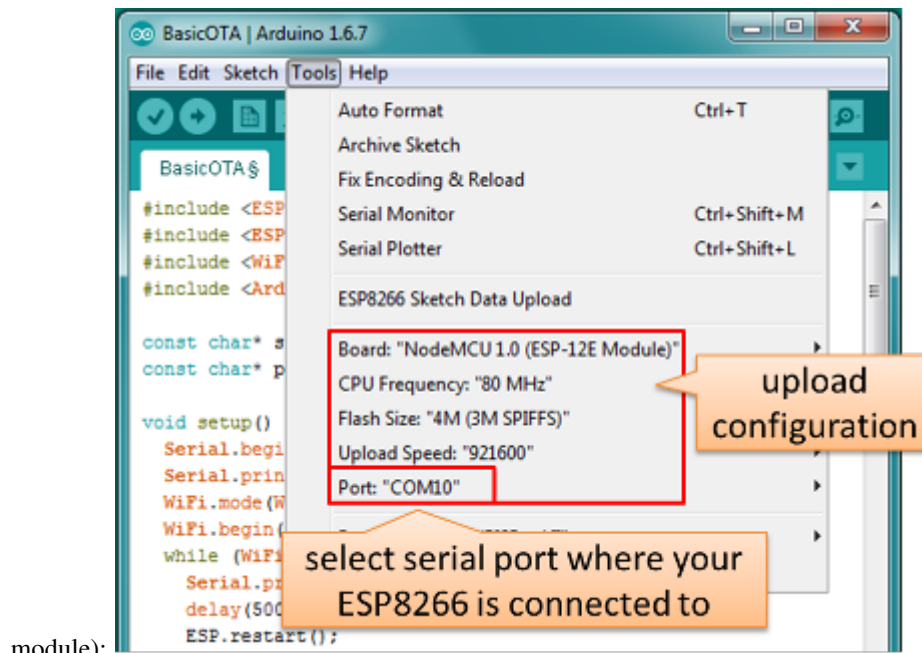 BasicOTA | Arduino 1.6.7
File Edit Sketch Tools Help
Auto Format Ctrl+T
Archive Sketch
BasicOTA§
Fix Encoding & Reload
#include <ESP
Serial Monitor Ctrl+Shift+M
#include <ESP
Serial Plotter Ctrl+Shift+L
#include <WiF
#include <Ard
ESP8266 Sketch Data Upload
const char* s
Board: "NodeMCU 1.0 (ESP-12E Module)"
const char* p
CPU Frequency: "80 MHz"
upload
configuration
Flash Size: "4M (3M SPIFFS)"
void setup()
Upload Speed: "921600"
Serial.begi
Serial.prin
Port: "COM10"
WiFi.mode(W
WiFi.begin(
while (WiFi
select serial port where your
ESP8266 is connected to
Serial.pr
delay(500
ESP.restart();
module):